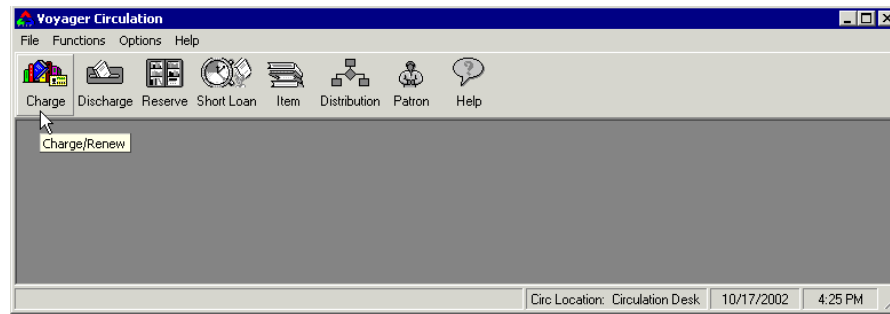 Voyager Circulation
File Functions Options Help
Charge Discharge Reserve Short Loan Item Distribution Patron Help
Charge/Renew
Circ Location: Circulation Desk 10/17/2002 4:25 PM